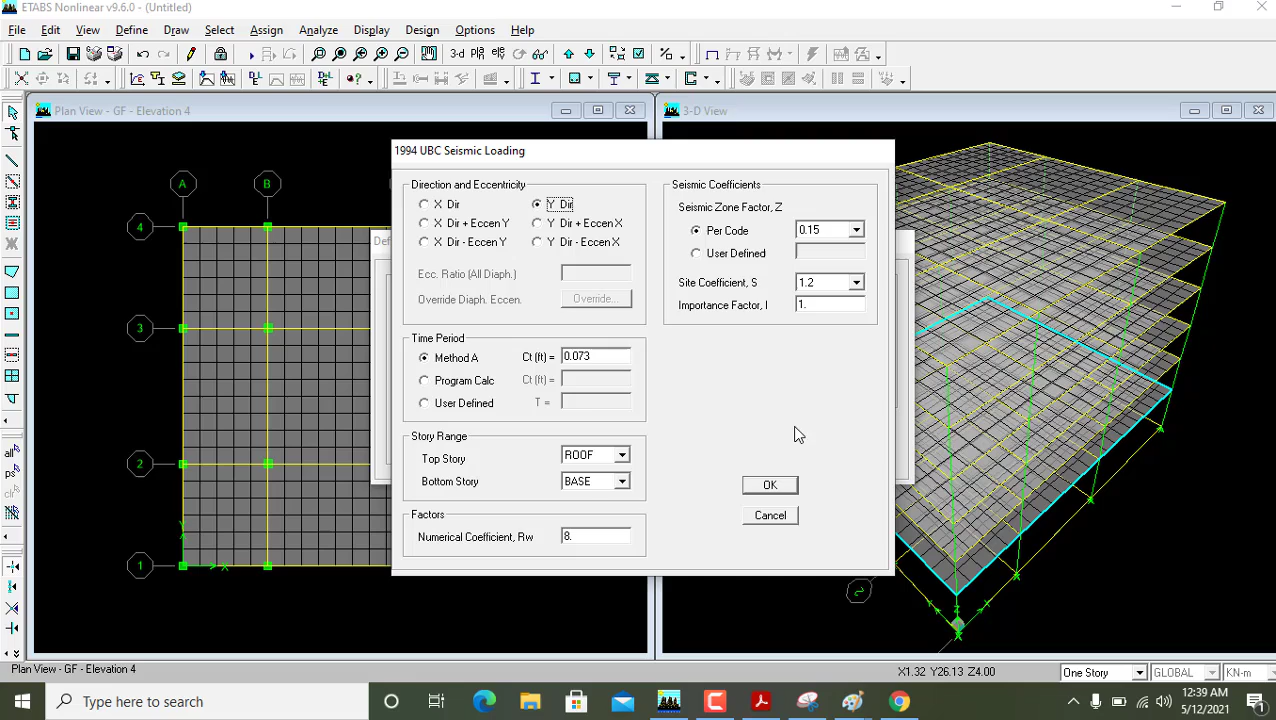 ETABS Nonlinear v9.6.0 - (Untitled)
File Edit View Define Draw Select Assign Analyze Display Design Options Help
Plan View - GF - Elevation 4
3-D View
1994 UBC Seismic Loading
Direction and Eccentricity
X Dir
Y Dir
X Dir + Eccen Y
Y Dir + Eccen X
X Dir - Eccen Y
Y Dir - Eccen X
Ecc. Ratio (All Diaph.)
Override Diaph. Eccen.
Override...
Seismic Coefficients
Seismic Zone Factor, Z
Per Code
0.15
User Defined
Site Coefficient, S
1.2
Importance Factor, I
1.
Time Period
Method A
Ct (ft) =
0.073
Program Calc
Ct (ft) =
User Defined
T =
Story Range
Top Story
ROOF
Bottom Story
BASE
Factors
Numerical Coefficient, Rw
8.
OK
Cancel
A
B
4
3
2
1
Y
X
Def
2
Y
Z
X
3-d
all
ps
clr
Plan View - GF - Elevation 4
X1.32 Y26.13 Z4.00
One Story
GLOBAL
KN-m
Type here to search
12:39 AM
5/12/2021